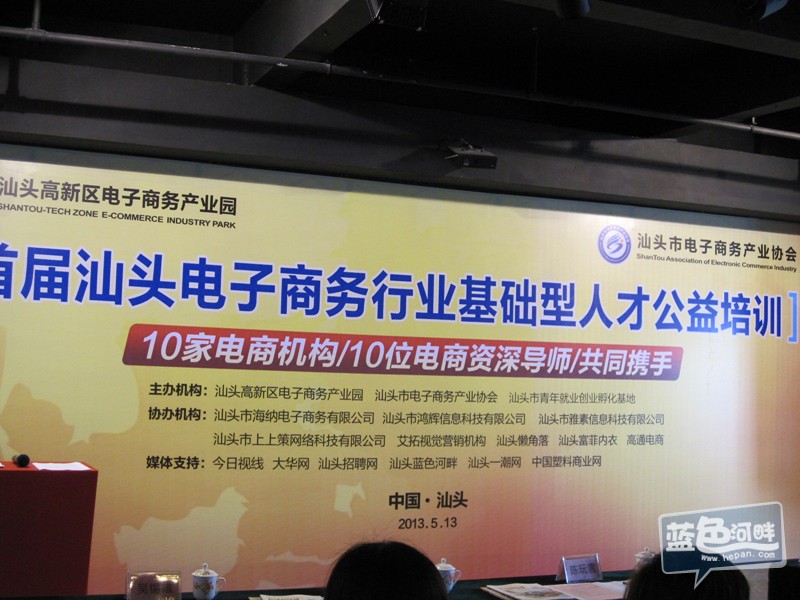 汕头高新区电子商务产业园
SHANTOU-TECH ZONE E-COMMERCE INDUSTRY PARK
汕头市电子商务产业协会
ShanTou Association of Electronic Commerce Industry
首届汕头电子商务行业基础型人才公益培训]
10家电商机构/10位电商资深导师/共同携手
主办机构：汕头高新区电子商务产业园 汕头市电子商务产业协会 汕头市青年就业创业孵化基地
协办机构：汕头市海纳电子商务有限公司 汕头市鸿辉信息科技有限公司 汕头市雅素信息科技有限公司
汕头市上上策网络科技有限公司 艾拓视觉营销机构 汕头懒角落 汕头富菲内衣 高通电商
媒体支持：今日视线 大华网 汕头招聘网 汕头蓝色河畔 汕头一潮网 中国塑料商业网
中国·汕头
2013.5.13
蓝色河畔
www.hepan.com